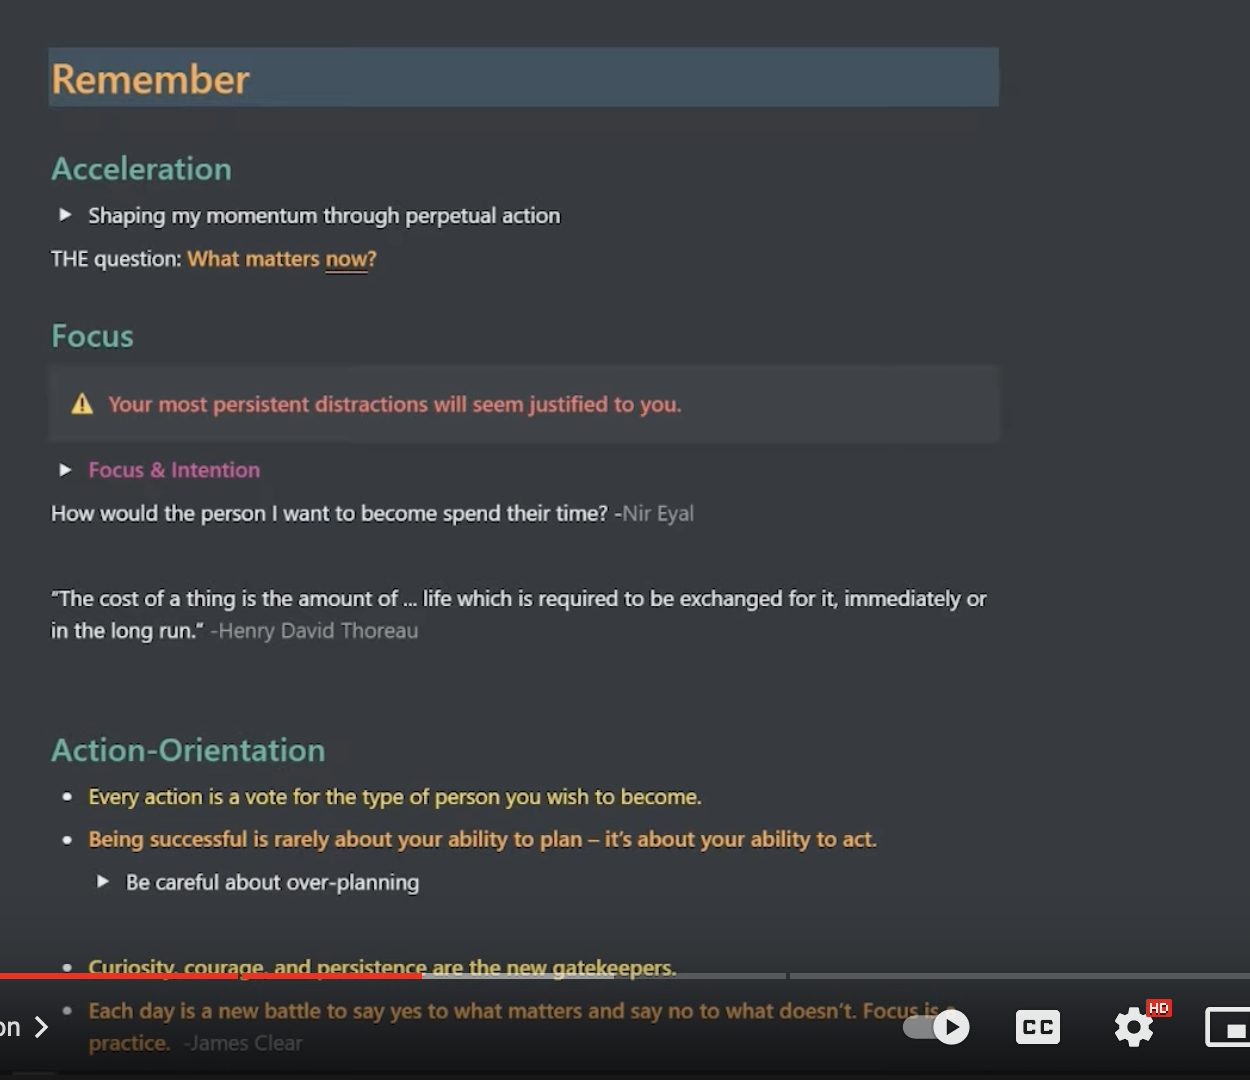 Remember
Acceleration
Shaping my momentum through perpetual action
THE question: What matters now?
Focus
Your most persistent distractions will seem justified to you.
Focus & Intention
How would the person I want to become spend their time? -Nir Eyal
“The cost of a thing is the amount of ... life which is required to be exchanged for it, immediately or
in the long run.” -Henry David Thoreau
Action-Orientation
Every action is a vote for the type of person you wish to become.
Being successful is rarely about your ability to plan – it’s about your ability to act.
Be careful about over-planning
Curiosity, courage, and persistence are the new gatekeepers.
Each day is a new battle to say yes to what matters and say no to what doesn’t. Focus is a
practice. -James Clear
on
CC
HD